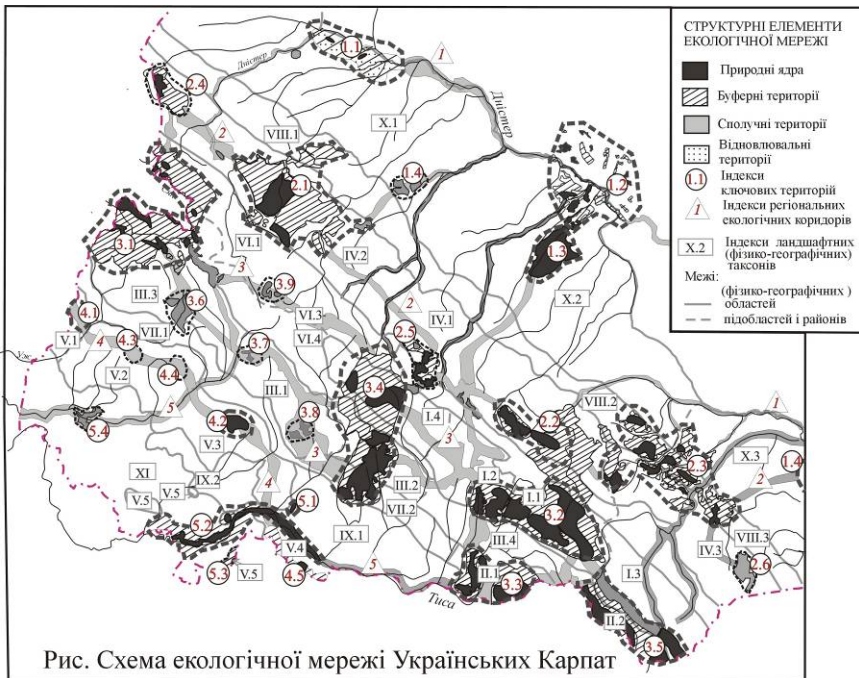 СТРУКТУРНІ ЕЛЕМЕНТИ
ЕКОЛОГІЧНОЇ МЕРЕЖІ
Природні ядра
Буферні території
Сполучні території
Відновлювальні
території
1.1 Індекси
ключових територій
1 Індекси регіональних
екологічних коридорів
X.2 Індекси ландшафтних
(фізико-географічних)
таксонів
Межі:
(фізико-географічних )
областей
підобластей і районів
1.1
1
Дністер
2.4
Дністер
2
VIII.1
X.1
2.1
1.4
1.2
3.1
VI.1
IV.2
1.3
3
3.9
III.3
3.6
X.2
4.1
VI.3
2
IV.1
V.1
4
4.3
VII.1
VI.4
2.5
Уж
3.7
V.2
4.4
III.1
3.4
5
I.4
2.2
VIII.2
1
5.4
4.2
3.8
3
X.3
V.3
3
2.3
1.4
XI
IX.2
4
III.2
I.2
2
V.5
V.5
5.1
VII.2
I.1
3.2
5.2
IX.1
III.4
IV.3
VIII.3
V.4
5
II.1
3.3
I.3
2.6
5.3
V.5
4.5
Тиса
II.2
3.5
Рис. Схема екологічної мережі Українських Карпат